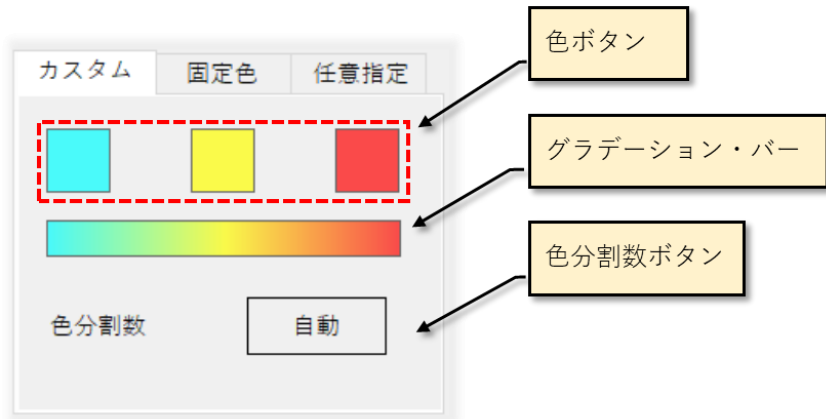 色ボタン
カスタム
固定色
任意指定
グラデーション・バー
色分割数ボタン
色分割数
自動